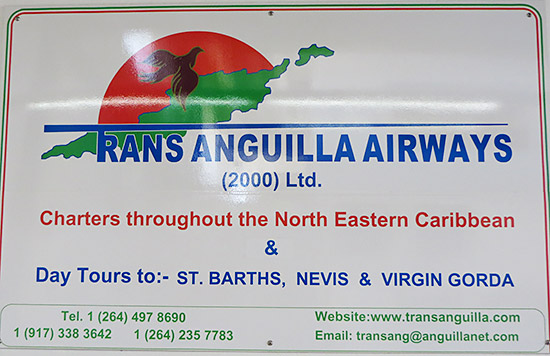 TRANS ANGUILLA AIRWAYS
(2000) Ltd.
Charters throughout the North Eastern Caribbean
&
Day Tours to:- ST. BARTHS, NEVIS & VIRGIN GORDA
Tel. 1 (264) 497 8690
1 (917) 338 3642 1 (264) 235 7783
Website:www.transanguilla.com
Email: transang@anguillanet.com